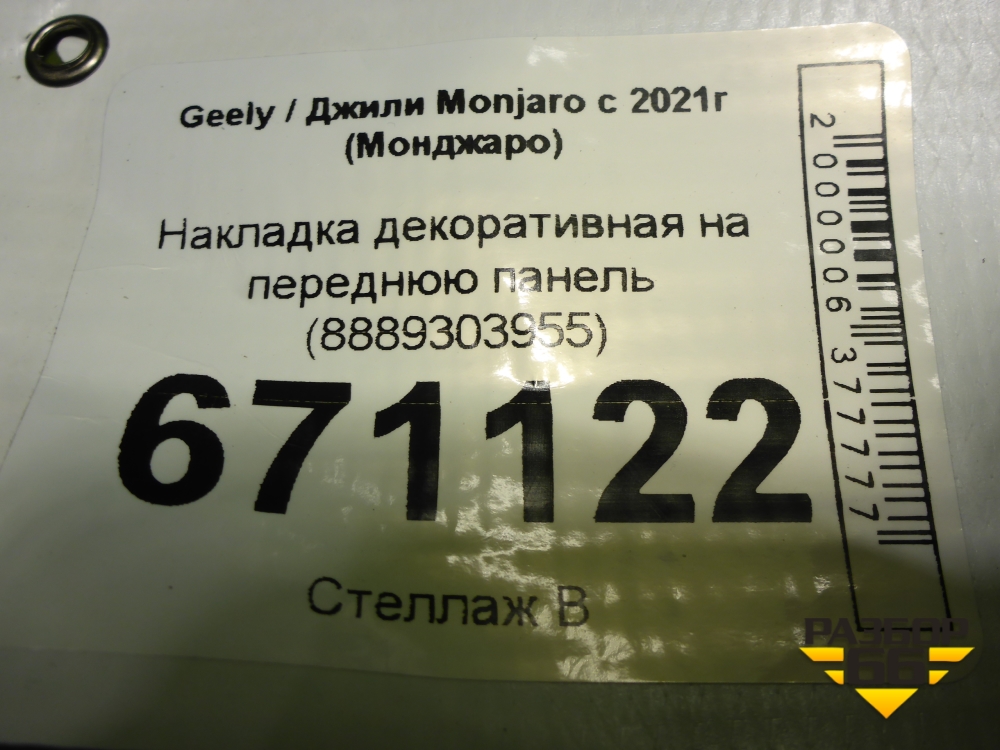 Geely / Джили Monjaro с 2021г
(Монджаро)
Накладка декоративная на
переднюю панель
(8889303955)
671122
Стеллаж В
2000006377777
РАЗБОР
66